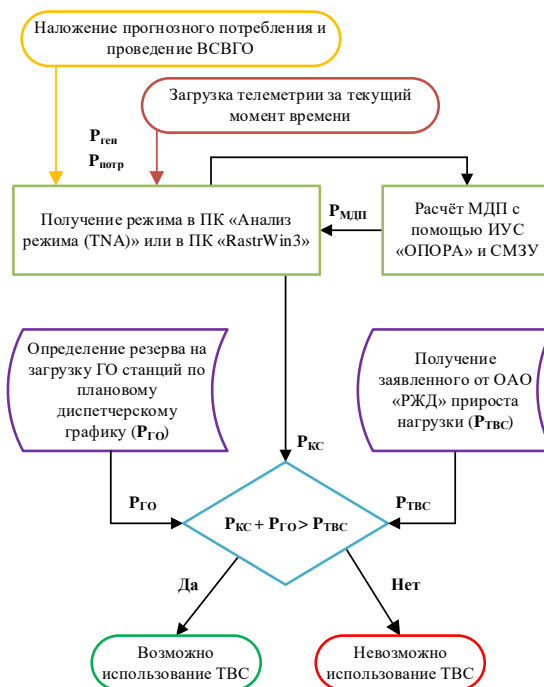 Наложение прогнозного потребления и
проведение ВСВГО
Загрузка телеметрии за текущий
момент времени
Pген
Pпотр
Получение режима в ПК «Анализ
режима (TNA)» или в ПК «RastrWin3»
PМДП
Расчёт МДП с
помощью ИУС
«ОПОРА» и СМЗУ
Определение резерва на
загрузку ГО станций по
плановому
диспетчерскому
графику (PГО)
Получение
заявленного от ОАО
«РЖД» прироста
нагрузки (PТВС)
PКС
PГО
PТВС
PКС + PГО > PТВС
Да
Нет
Возможно
использование ТВС
Невозможно
использование ТВС